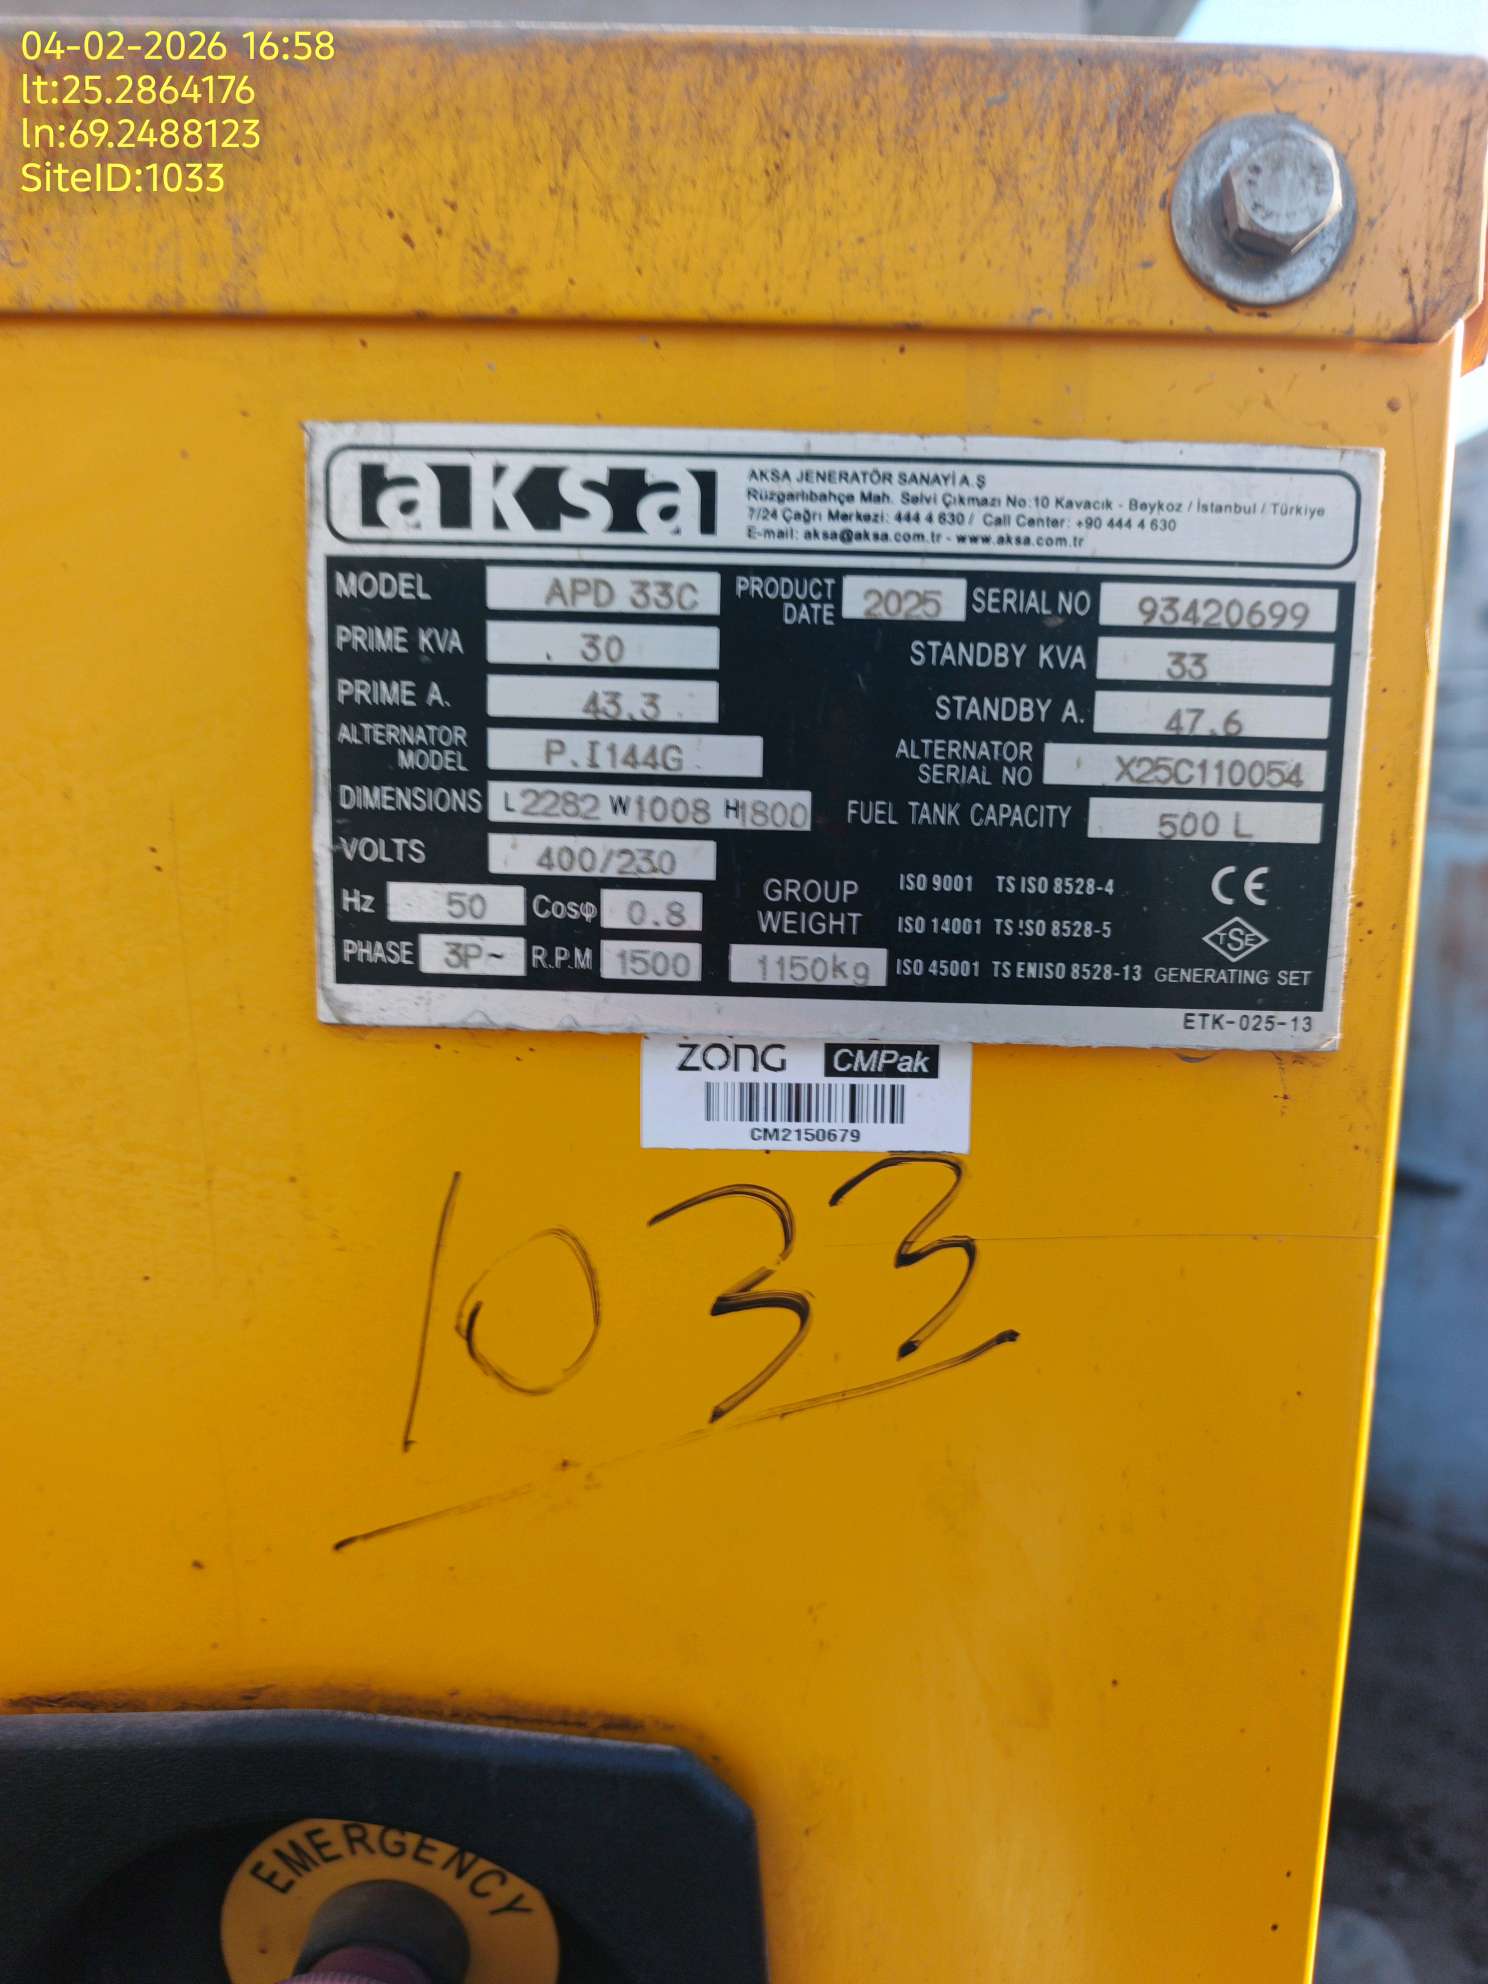 04-02-2026 16:58
lt:25.2864176
ln:69.2488123
SiteID:1033
aksa
AKSA JENERATÖR SANAYİ A.Ş
Rüzgarlıbahçe Mah. Selvi Çıkmazı No:10 Kavacık - Beykoz / İstanbul / Türkiye
7/24 Çağrı Merkezi: 444 4 630 / Call Center: +90 444 4 630
E-mail: aksa@aksa.com.tr - www.aksa.com.tr
MODEL APD 33C PRODUCT DATE 2025 SERIAL NO 93420699
PRIME KVA 30 STANDBY KVA 33
PRIME A. 43.3 STANDBY A. 47.6
ALTERNATOR MODEL P.I144G ALTERNATOR SERIAL NO X25C110054
DIMENSIONS L2282 W1008 H1800 FUEL TANK CAPACITY 500 L
VOLTS 400/230
Hz 50 Cosφ 0.8 GROUP WEIGHT ISO 9001 TS ISO 8528-4 CE
ISO 14001 TS ISO 8528-5 TSE
PHASE 3P~ R.P.M 1500 1150kg ISO 45001 TS EN ISO 8528-13 GENERATING SET
ETK-025-13
zong CMPak
CM2150679
1033
EMERGENCY